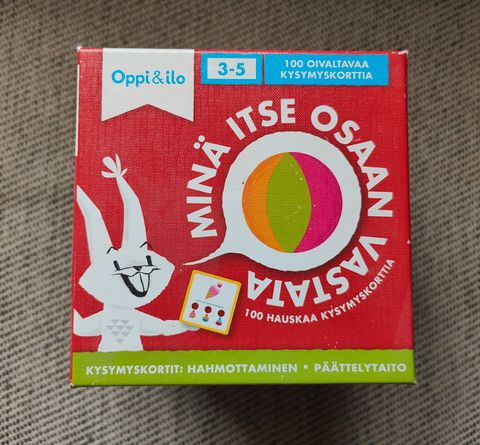 Oppi&ilo
3-5
100 OIVALTAVAA
KYSYMYSKORTTIA
MINÄ ITSE OSAAN VASTATA
100 HAUSKAA KYSYMYSKORTTIA
KYSYMYSKORTIT: HAHMOTTAMINEN • PÄÄTTELYTAITO